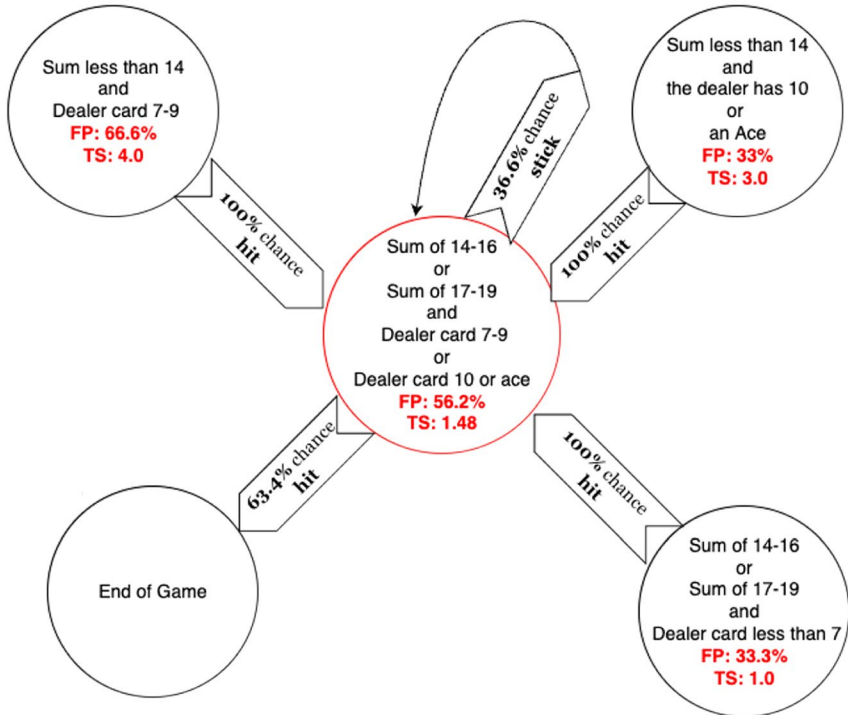 Sum less than 14
and
Dealer card 7-9
FP: 66.6%
TS: 4.0
100% chance
hit
36.6% chance
stick
Sum less than 14
and
the dealer has 10
or
an Ace
FP: 33%
TS: 3.0
100% chance
hit
Sum of 14-16
or
Sum of 17-19
and
Dealer card 7-9
or
Dealer card 10 or ace
FP: 56.2%
TS: 1.48
63.4% chance
hit
End of Game
100% chance
hit
Sum of 14-16
or
Sum of 17-19
and
Dealer card less than 7
FP: 33.3%
TS: 1.0